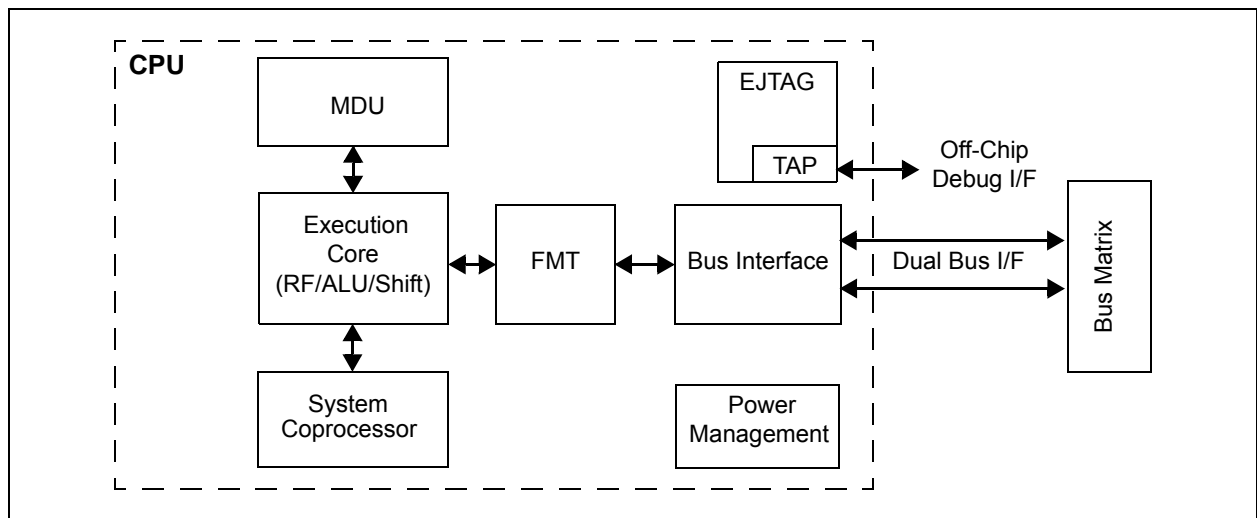 CPU
MDU
EJTAG
TAP
Off-Chip
Debug I/F
Execution
Core
(RF/ALU/Shift)
FMT
Bus Interface
Dual Bus I/F
Bus Matrix
System
Coprocessor
Power
Management